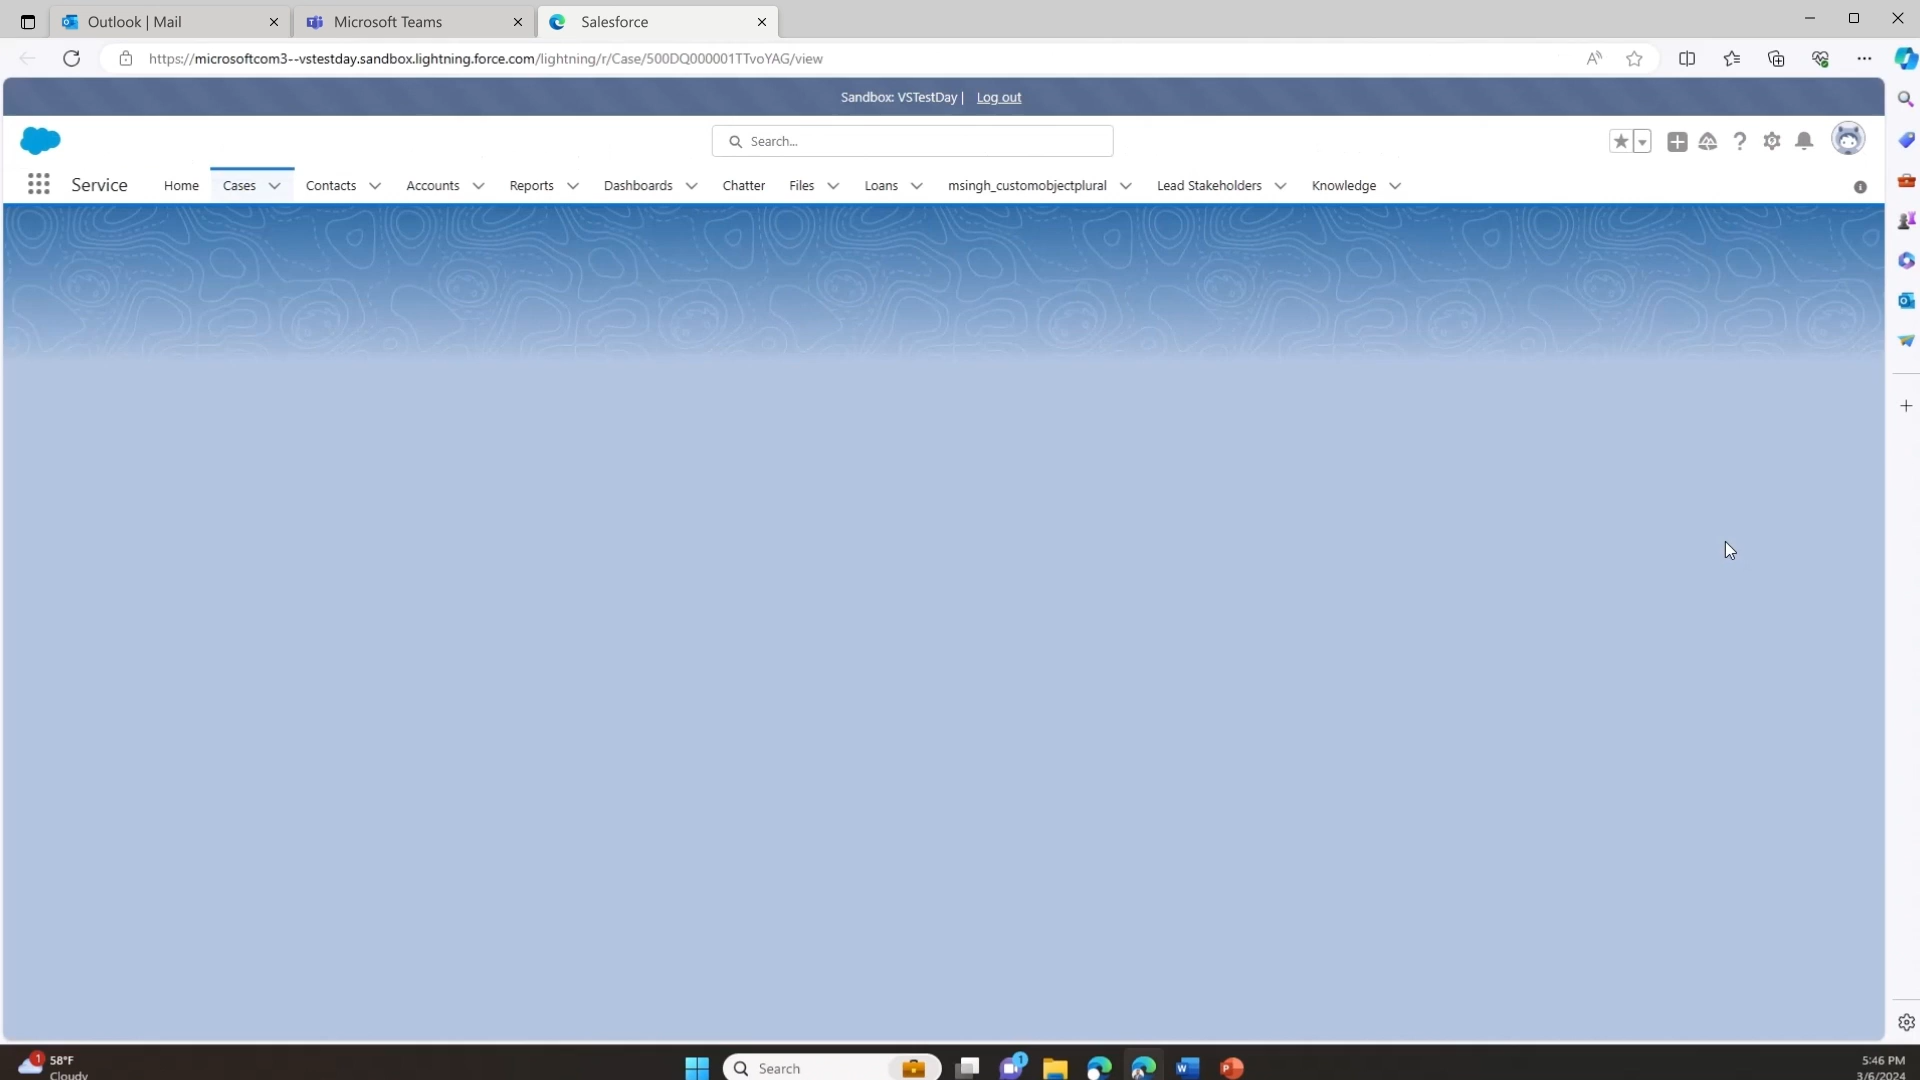 Outlook | Mail
Microsoft Teams
Salesforce
https://microsoftcom3--vstestday.sandbox.lightning.force.com/lightning/r/Case/500DQ000001TTvoYAG/view
Sandbox: VSTestDay |
Log out
Search...
Service
Home
Cases
Contacts
Accounts
Reports
Dashboards
Chatter
Files
Loans
msingh_customobjectplural
Lead Stakeholders
Knowledge
1
58°F
Cloudy
Search
1
5:46 PM
3/6/2024